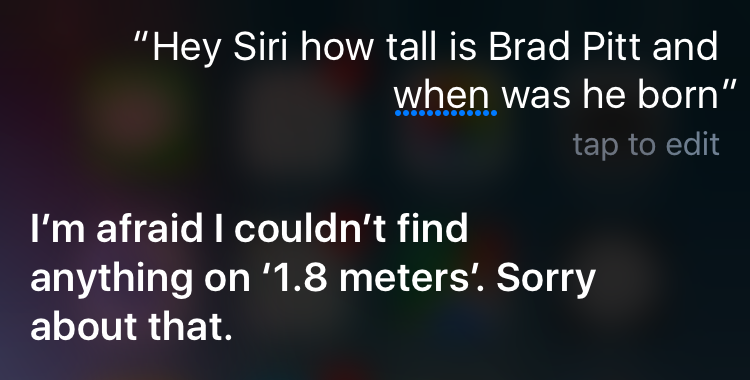 “Hey Siri how tall is Brad Pitt and
when was he born”
tap to edit
I’m afraid I couldn’t find
anything on ‘1.8 meters’. Sorry
about that.